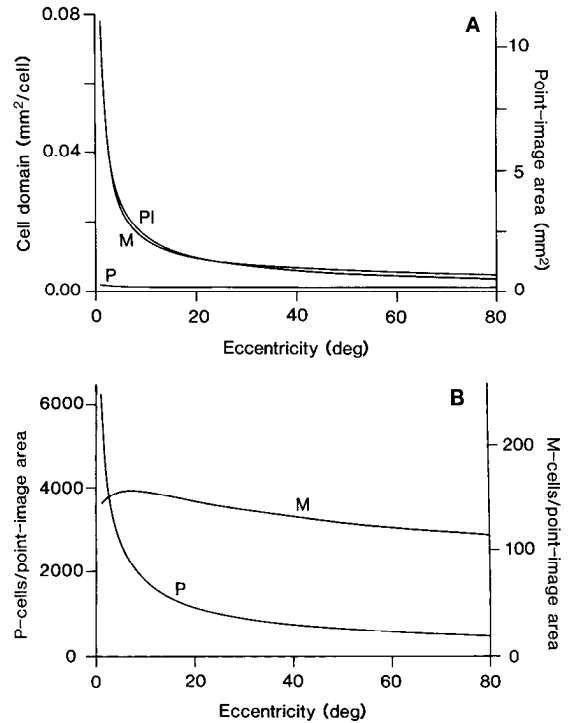 A
0.08
0.04
0.00
Cell domain (mm²/cell)
10
5
0
Point-image area (mm²)
PI
M
P
0 20 40 60 80
Eccentricity (deg)
B
6000
4000
2000
0
P-cells/point-image area
200
100
0
M-cells/point-image area
M
P
0 20 40 60 80
Eccentricity (deg)